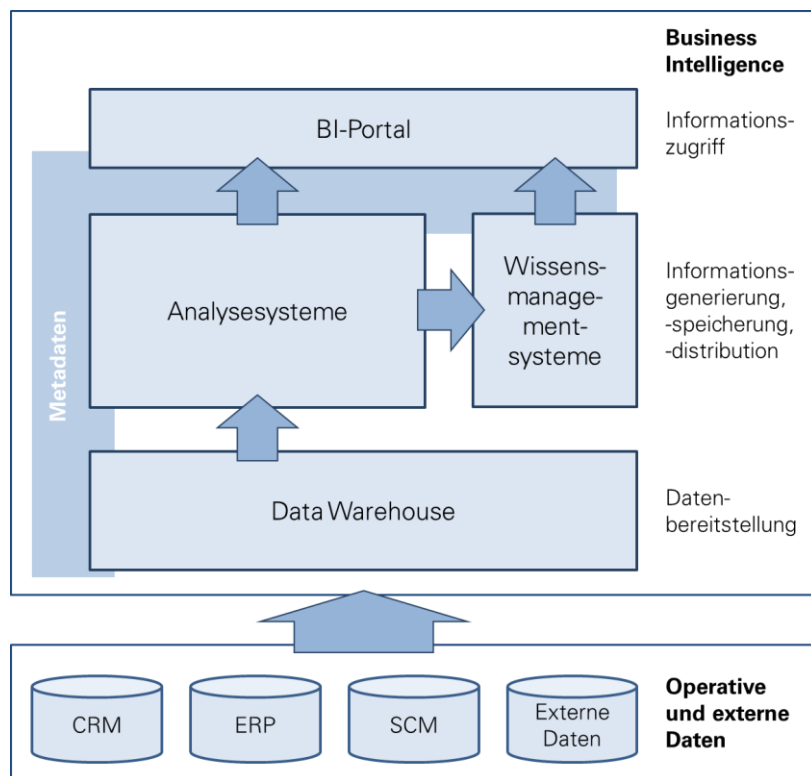 Business
Intelligence
BI-Portal
Informations-
zugriff
Metadaten
Analysesysteme
Wissens-
manage-
ment-
systeme
Informations-
generierung,
-speicherung,
-distribution
Data Warehouse
Daten-
bereitstellung
CRM
ERP
SCM
Externe
Daten
Operative
und externe
Daten